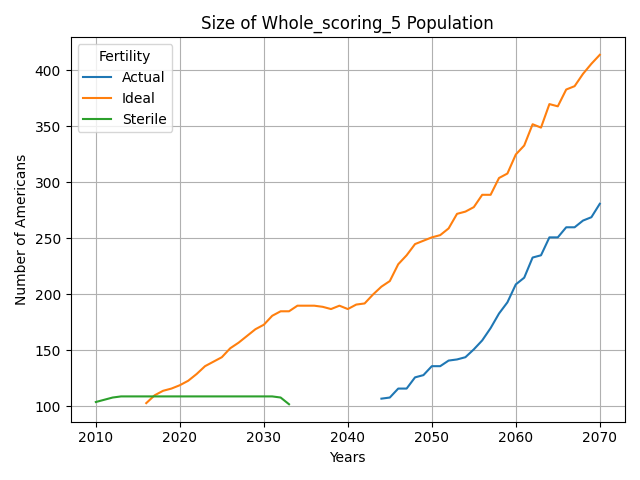 Size of Whole_scoring_5 Population
Fertility
Actual
Ideal
Sterile
Number of Americans
400
350
300
250
200
150
100
2010 2020 2030 2040 2050 2060 2070
Years